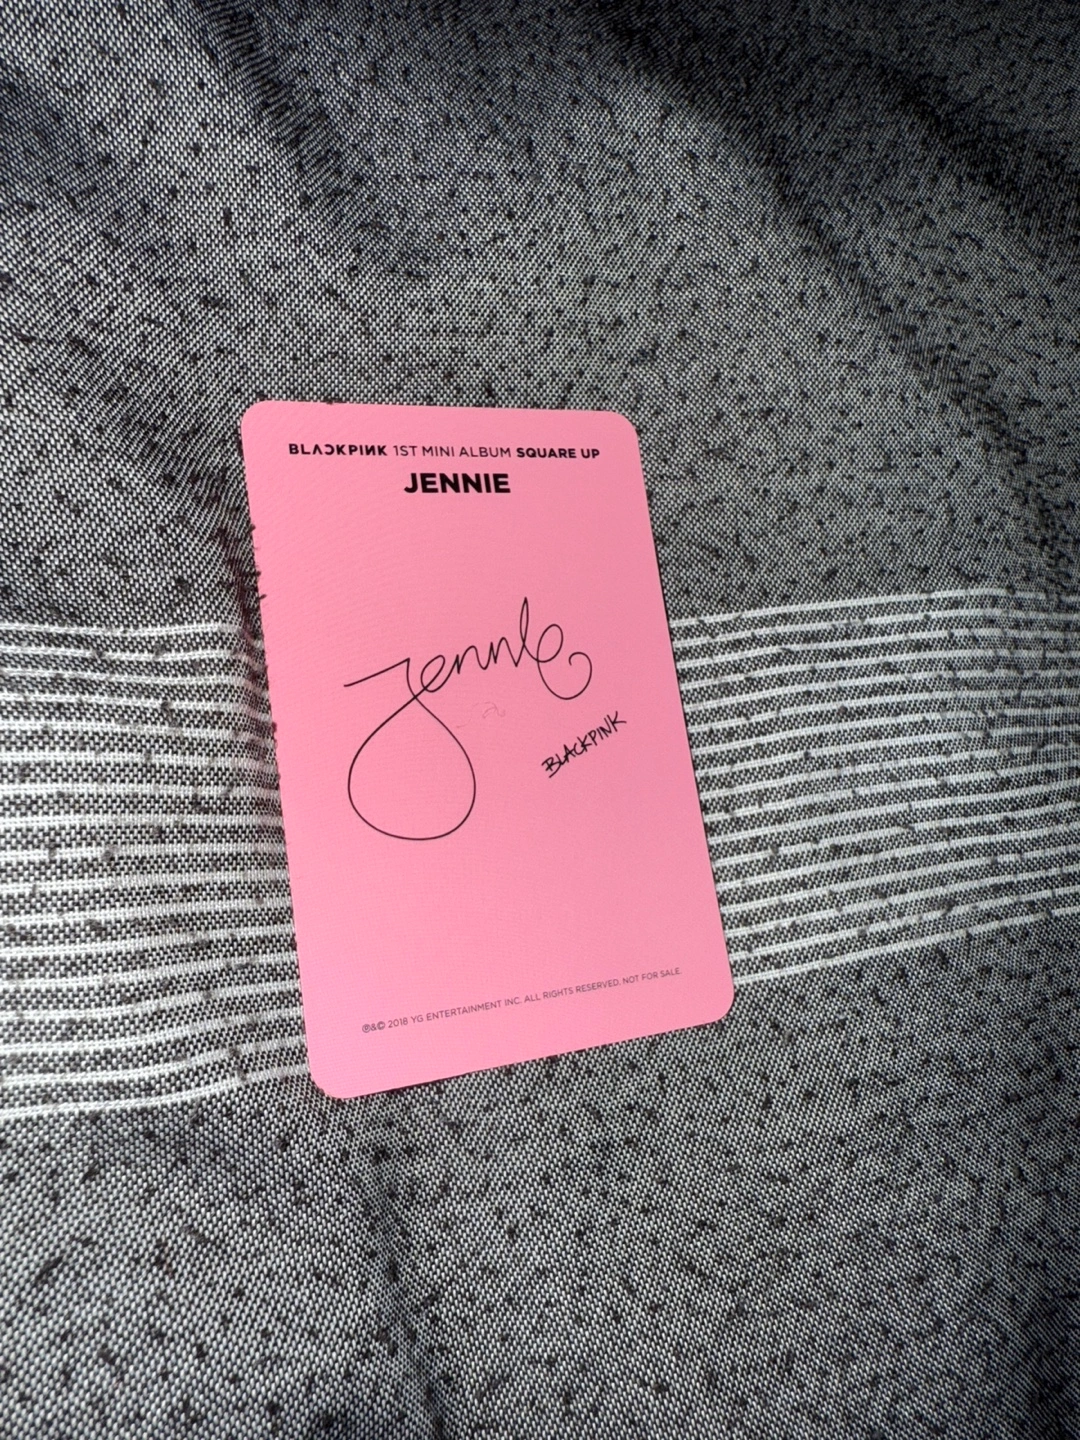 BLACKPINK 1ST MINI ALBUM SQUARE UP
JENNIE
Jennie
BLACKPINK
℗&© 2018 YG ENTERTAINMENT INC. ALL RIGHTS RESERVED. NOT FOR SALE.